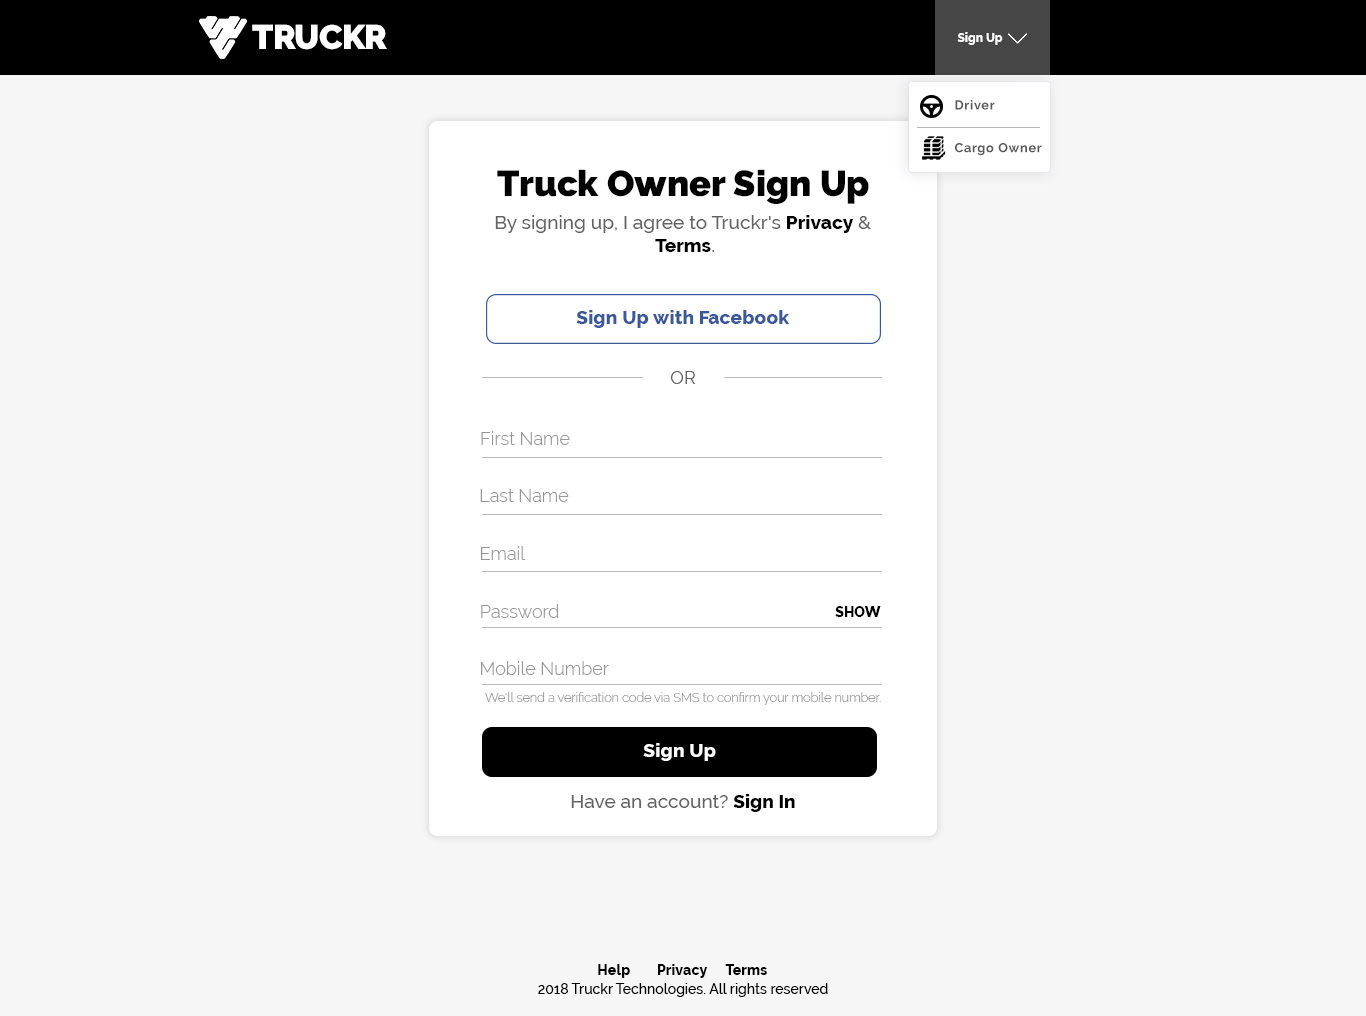 TRUCKR
Sign Up
Driver
Cargo Owner
Truck Owner Sign Up
By signing up, I agree to Truckr's Privacy &
Terms.
Sign Up with Facebook
OR
First Name
Last Name
Email
Password SHOW
Mobile Number
We'll send a verification code via SMS to confirm your mobile number.
Sign Up
Have an account? Sign In
Help Privacy Terms
2018 Truckr Technologies. All rights reserved